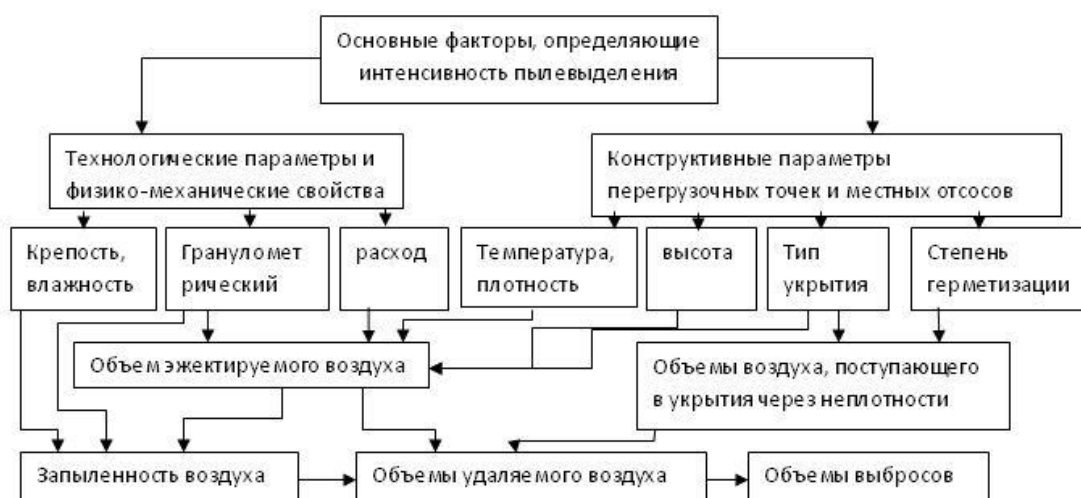 Основные факторы, определяющие
интенсивность пылевыделения
Технологические параметры и
физико-механические свойства
Конструктивные параметры
перегрузочных точек и местных отсосов
Крепость,
влажность
Грануломет
рический
расход
Температура,
плотность
высота
Тип
укрытия
Степень
герметизации
Объем эжектируемого воздуха
Объемы воздуха, поступающего
в укрытия через неплотности
Запыленность воздуха
Объемы удаляемого воздуха
Объемы выбросов